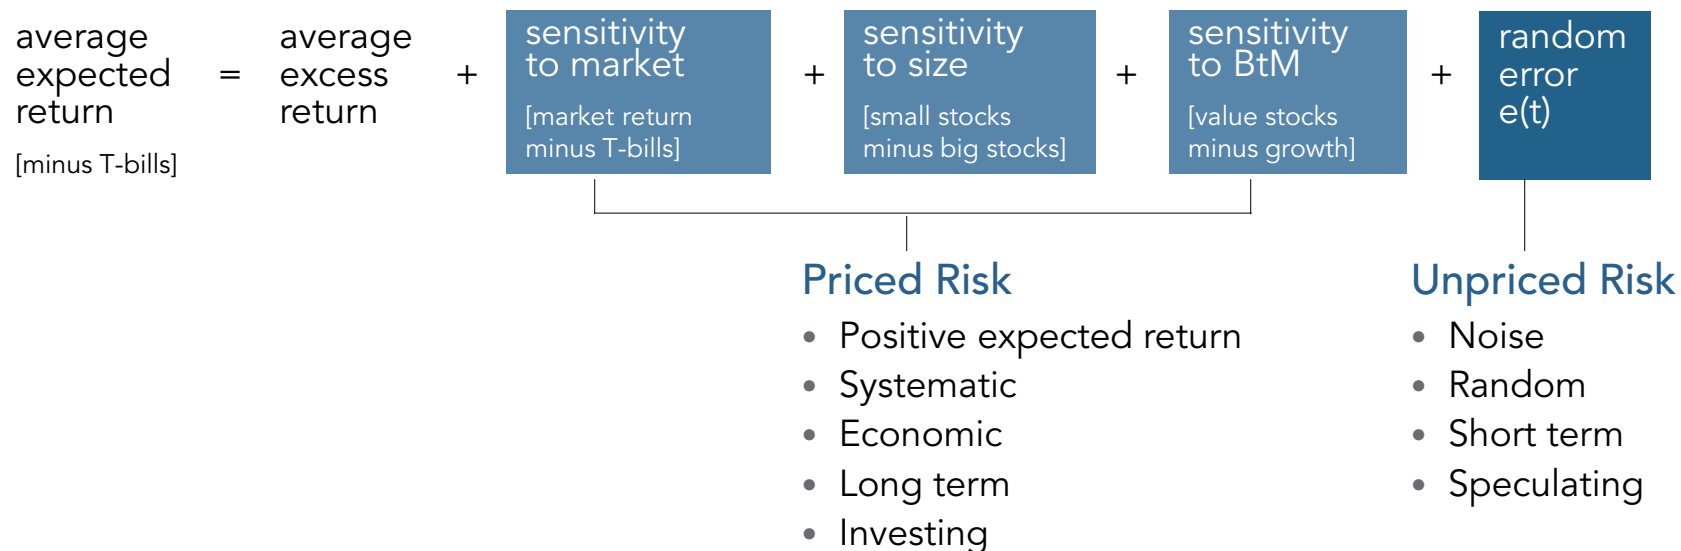 average
expected
return
[minus T-bills]
=
average
excess
return
+
sensitivity
to market
[market return
minus T-bills]
+
sensitivity
to size
[small stocks
minus big stocks]
+
sensitivity
to BtM
[value stocks
minus growth]
+
random
error
e(t)
Priced Risk
• Positive expected return
• Systematic
• Economic
• Long term
• Investing
Unpriced Risk
• Noise
• Random
• Short term
• Speculating